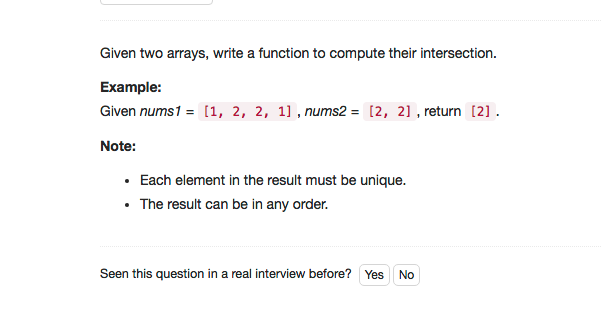 Given two arrays, write a function to compute their intersection.
Example:
Given nums1 = [1, 2, 2, 1] , nums2 = [2, 2] , return [2] .
Note:
• Each element in the result must be unique.
• The result can be in any order.
Seen this question in a real interview before? Yes No